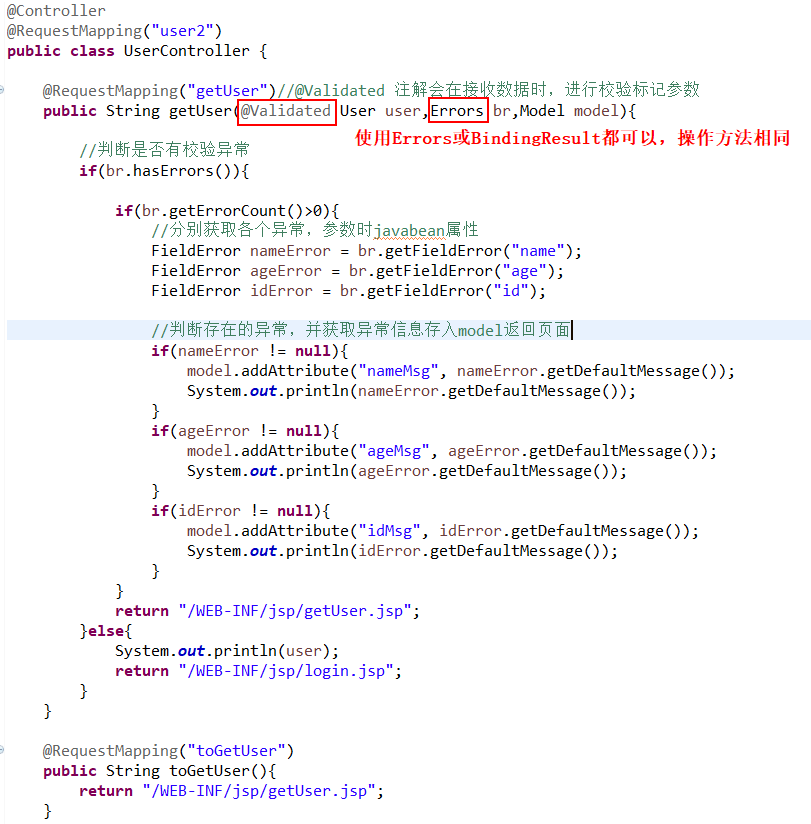 @Controller
@RequestMapping("user2")
public class UserController {
@RequestMapping("getUser")//@Validated 注解会在接收数据时，进行校验标记参数
public String getUser(@Validated User user,Errors br,Model model){
使用Errors或BindingResult都可以，操作方法相同
//判断是否有校验异常
if(br.hasErrors()){
if(br.getErrorCount()>0){
//分别获取各个异常，参数时javabean属性
FieldError nameError = br.getFieldError("name");
FieldError ageError = br.getFieldError("age");
FieldError idError = br.getFieldError("id");
//判断存在的异常，并获取异常信息存入model返回页面
if(nameError != null){
model.addAttribute("nameMsg", nameError.getDefaultMessage());
System.out.println(nameError.getDefaultMessage());
}
if(ageError != null){
model.addAttribute("ageMsg", ageError.getDefaultMessage());
System.out.println(ageError.getDefaultMessage());
}
if(idError != null){
model.addAttribute("idMsg", idError.getDefaultMessage());
System.out.println(idError.getDefaultMessage());
}
}
return "/WEB-INF/jsp/getUser.jsp";
}else{
System.out.println(user);
return "/WEB-INF/jsp/login.jsp";
}
}
@RequestMapping("toGetUser")
public String toGetUser(){
return "/WEB-INF/jsp/getUser.jsp";
}